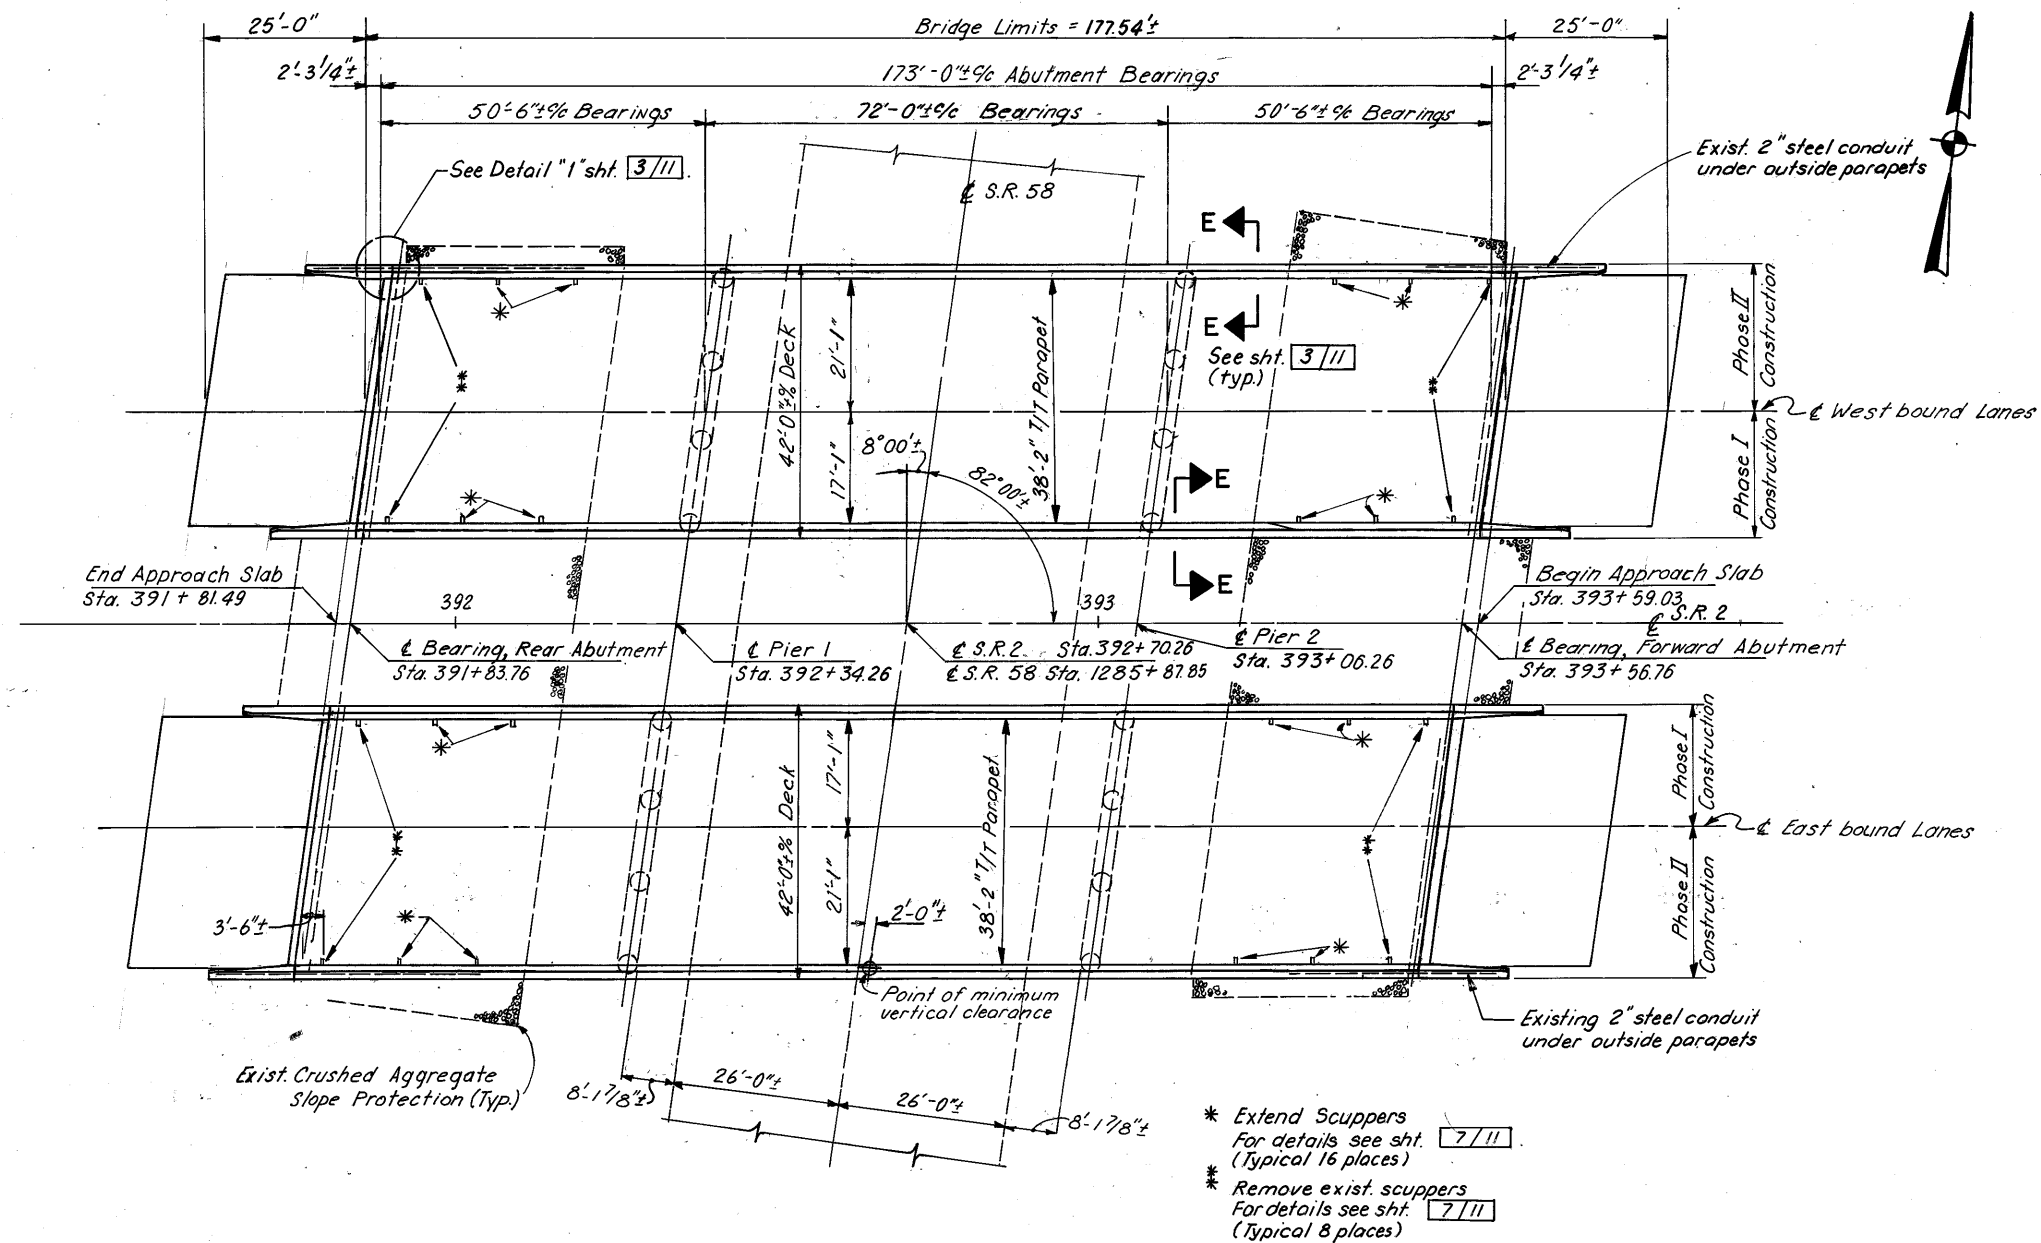 25'-0"
Bridge Limits = 177.54'±
25'-0"
2'-3 1/4"±
173'-0"± c/c Abutment Bearings
2'-3 1/4"±
50'-6"± c/c Bearings
72'-0"± c/c Bearings
50'-6"± c/c Bearings
See Detail "1" sht. 3/11.
℄ S.R. 58
Exist. 2" steel conduit
under outside parapets
E
E
See sht. 3/11
(typ.)
42'-0"± o/o Deck
21'-1"
17'-1"
38'-2" T/T Parapet
8°00'±
82°00'±
E
E
Phase II
Construction
Phase I
Construction
℄ West bound Lanes
End Approach Slab
Sta. 391 + 81.49
392
393
Begin Approach Slab
Sta. 393 + 59.03
℄ S.R. 2
℄ Bearing, Rear Abutment
Sta. 391 + 83.76
℄ Pier 1
Sta. 392 + 34.26
℄ S.R. 2 Sta. 392 + 70.26
℄ S.R. 58 Sta. 1285 + 87.85
℄ Pier 2
Sta. 393 + 06.26
℄ Bearing, Forward Abutment
Sta. 393 + 56.76
42'-0"± o/o Deck
17'-1"
21'-1"
38'-2" T/T Parapet.
Phase I
Construction
Phase II
Construction
℄ East bound Lanes
3'-6"±
2'-0"±
Point of minimum
vertical clearance
Existing 2" steel conduit
under outside parapets
Exist. Crushed Aggregate
Slope Protection (Typ.)
8'-1 7/8"±
26'-0"±
26'-0"±
8'-1 7/8"±
* Extend Scuppers
For details see sht. 7/11.
(Typical 16 places)
** Remove exist. scuppers
For details see sht. 7/11
(Typical 8 places)